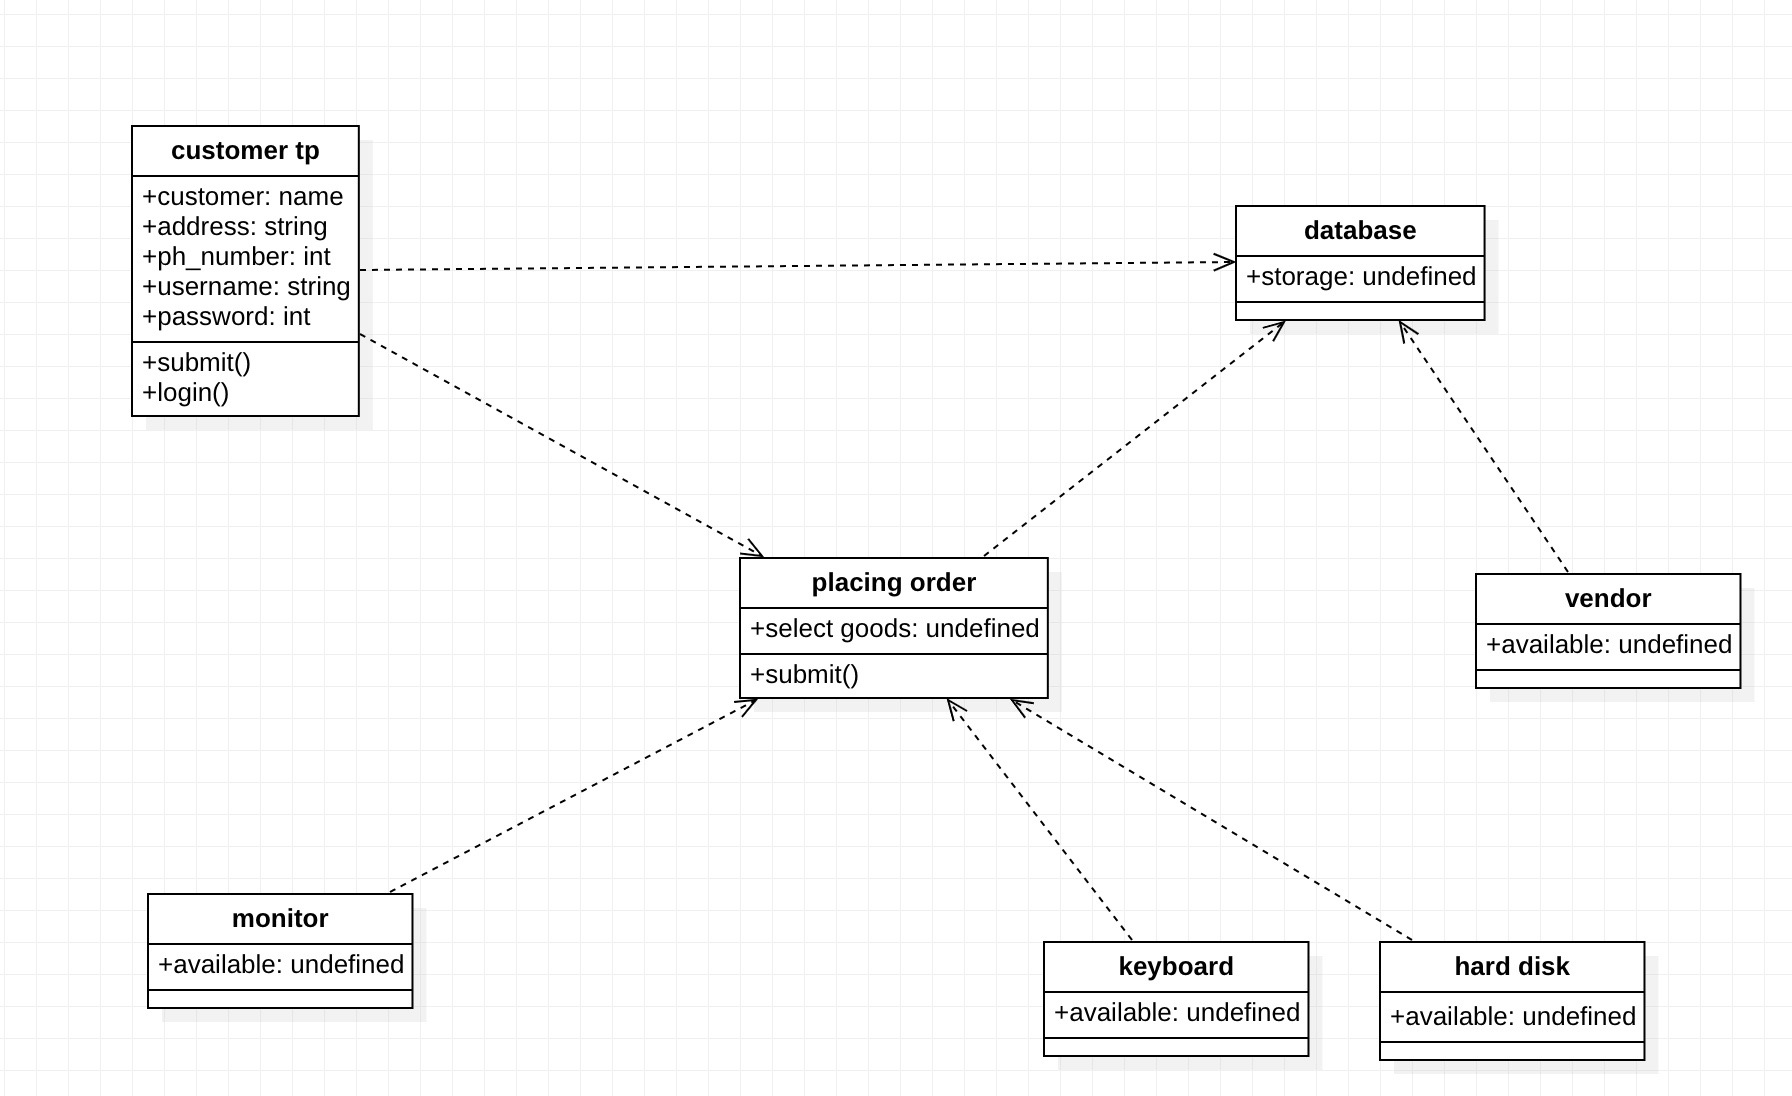 customer tp
+customer: name
+address: string
+ph_number: int
+username: string
+password: int
+submit()
+login()
database
+storage: undefined
placing order
+select goods: undefined
+submit()
vendor
+available: undefined
monitor
+available: undefined
keyboard
+available: undefined
hard disk
+available: undefined